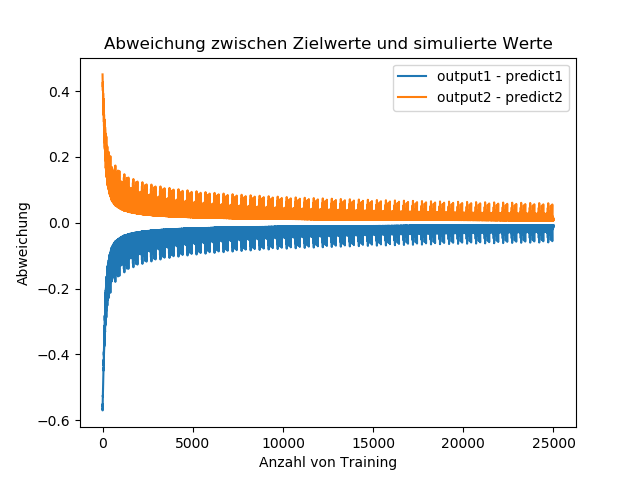 Abweichung zwischen Zielwerte und simulierte Werte
output1 - predict1
output2 - predict2
0.4
0.2
0.0
−0.2
−0.4
−0.6
Abweichung
0 5000 10000 15000 20000 25000
Anzahl von Training